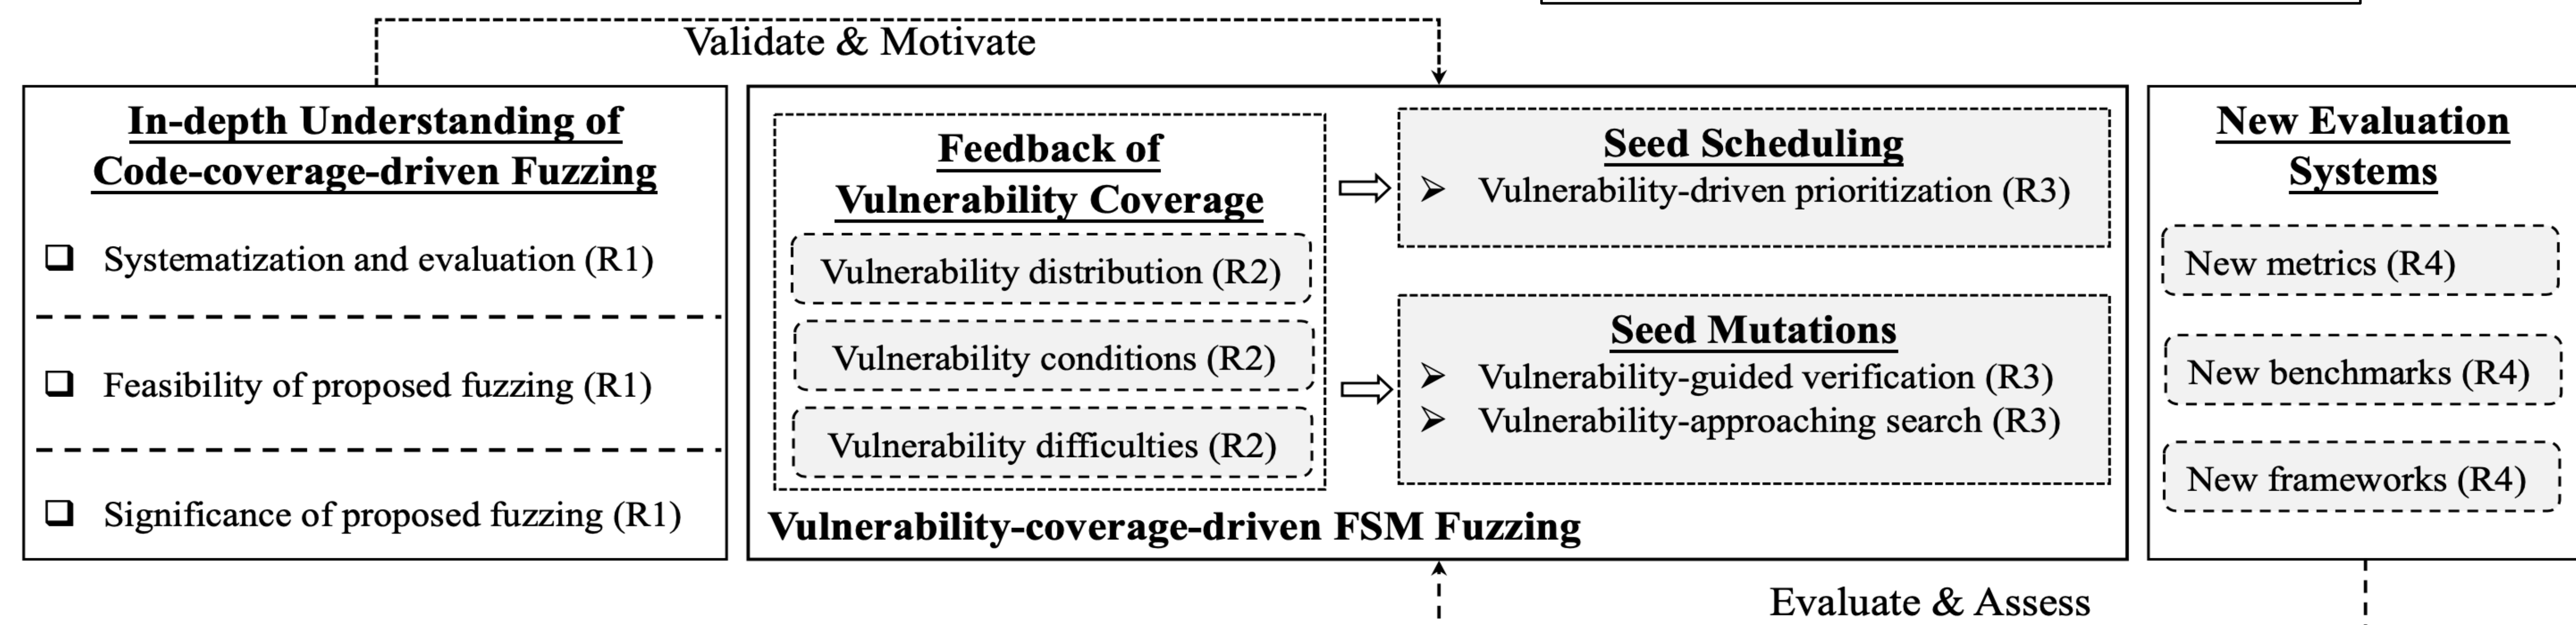 Validate & Motivate
In-depth Understanding of
Code-coverage-driven Fuzzing
Systematization and evaluation (R1)
Feasibility of proposed fuzzing (R1)
Significance of proposed fuzzing (R1)
Feedback of
Vulnerability Coverage
Vulnerability distribution (R2)
Vulnerability conditions (R2)
Vulnerability difficulties (R2)
Seed Scheduling
Vulnerability-driven prioritization (R3)
Seed Mutations
Vulnerability-guided verification (R3)
Vulnerability-approaching search (R3)
Vulnerability-coverage-driven FSM Fuzzing
New Evaluation
Systems
New metrics (R4)
New benchmarks (R4)
New frameworks (R4)
Evaluate & Assess